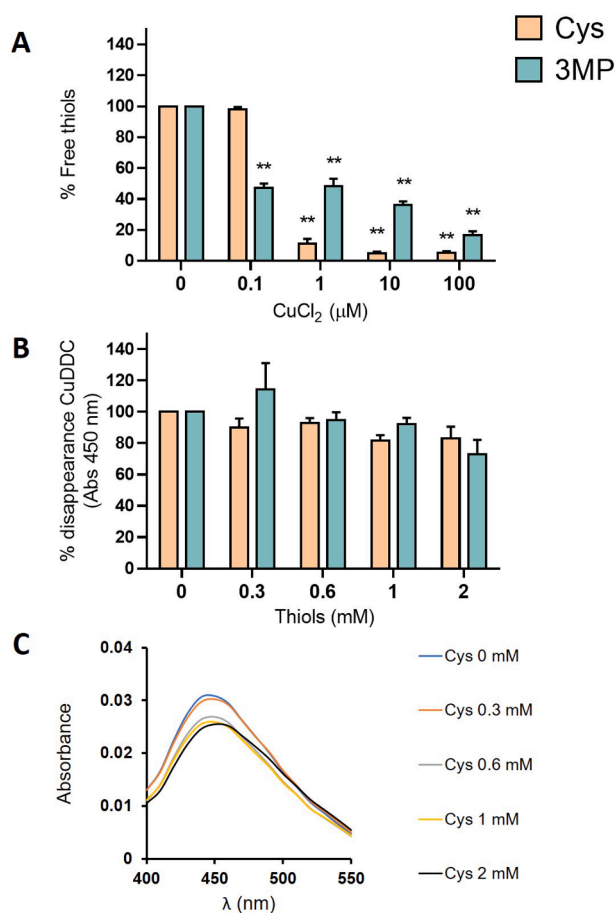 Cys
3MP
A
% Free thiols
140
120
100
80
60
40
20
0
**
**
**
**
**
**
**
0
0.1
1
10
100
CuCl₂ (µM)
B
% disappearance CuDDC
(Abs 450 nm)
140
120
100
80
60
40
20
0
0
0.3
0.6
1
2
Thiols (mM)
C
Absorbance
0.04
0.03
0.02
0.01
0
400
450
500
550
λ (nm)
Cys 0 mM
Cys 0.3 mM
Cys 0.6 mM
Cys 1 mM
Cys 2 mM